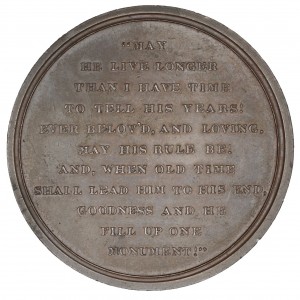 "MAY
HE LIVE LONGER
THAN I HAVE TIME
TO TELL HIS YEARS!
EVER BELOV'D, AND LOVING,
MAY HIS RULE BE!
AND, WHEN OLD TIME
SHALL LEAD HIM TO HIS END,
GOODNESS AND HE
FILL UP ONE
MONUMENT!"